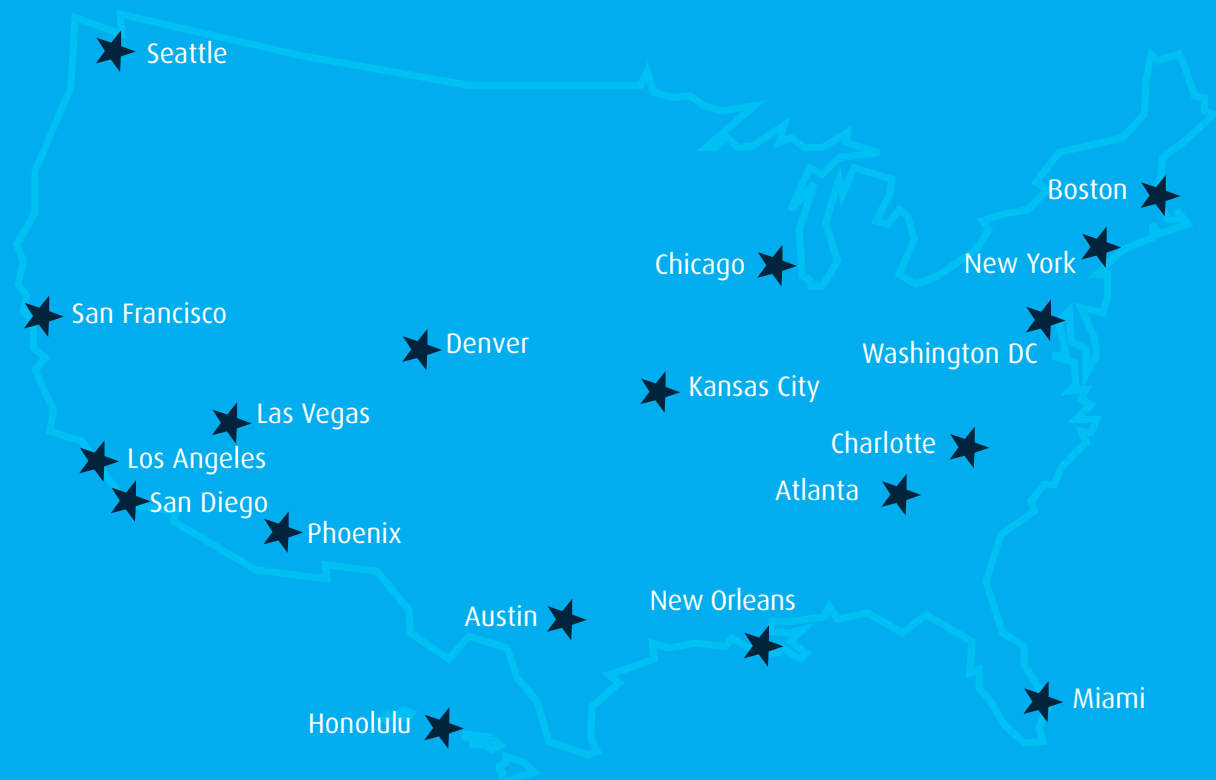 Seattle
Boston
New York
Chicago
San Francisco
Denver
Washington DC
Kansas City
Las Vegas
Charlotte
Los Angeles
Atlanta
San Diego
Phoenix
New Orleans
Austin
Miami
Honolulu